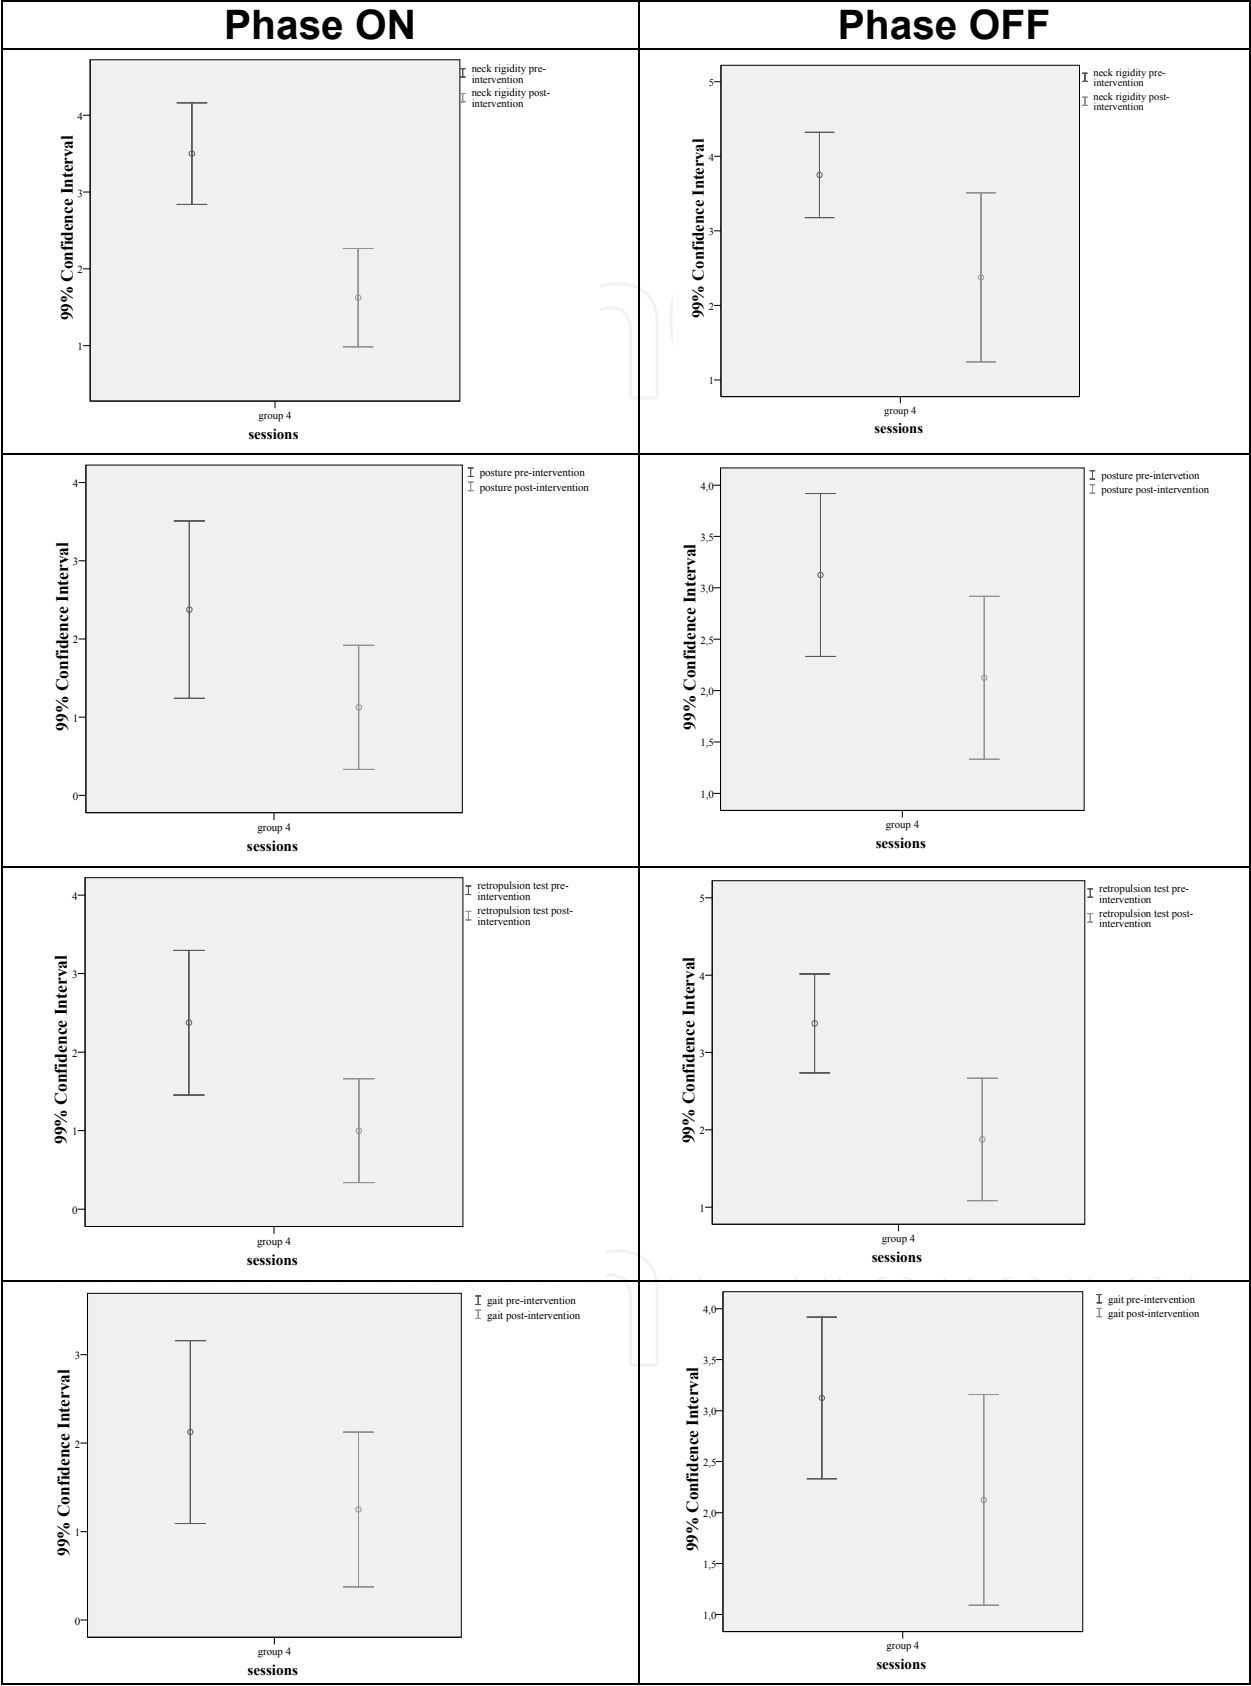 Phase ON
Phase OFF
neck rigidity pre-
intervention
neck rigidity post-
intervention
99% Confidence Interval
4
3
2
1
group 4
sessions
neck rigidity pre-
intervention
neck rigidity post-
intervention
99% Confidence Interval
5
4
3
2
1
group 4
sessions
posture pre-intervention
posture post-intervention
99% Confidence Interval
4
3
2
1
0
group 4
sessions
posture pre-intervetion
posture post-intervention
99% Confidence Interval
4,0
3,5
3,0
2,5
2,0
1,5
1,0
group 4
sessions
retropulsion test pre-
intervention
retropulsion test post-
intervention
99% Confidence Interval
4
3
2
1
0
group 4
sessions
retropulsion test pre-
intervention
retropulsion test post-
intervention
99% Confidence Interval
5
4
3
2
1
group 4
sessions
gait pre-intervention
gait post-intervention
99% Confidence Interval
3
2
1
0
group 4
sessions
gait pre-intervention
gait post-intervention
99% Confidence Interval
4,0
3,5
3,0
2,5
2,0
1,5
1,0
group 4
sessions